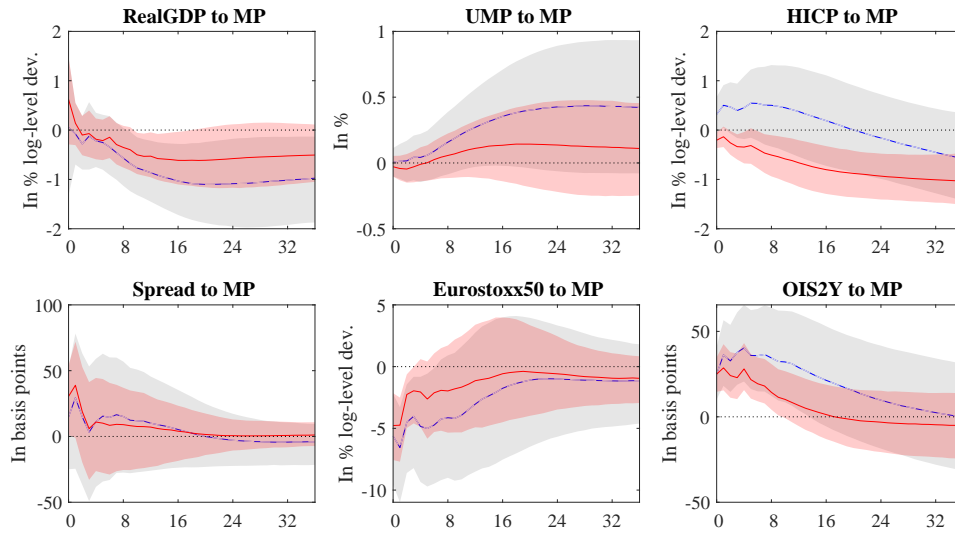 RealGDP to MP
In % log-level dev.
2
1
0
-1
-2
0 8 16 24 32
UMP to MP
In %
1
0.5
0
-0.5
0 8 16 24 32
HICP to MP
In % log-level dev.
2
1
0
-1
-2
0 8 16 24 32
Spread to MP
In basis points
100
50
0
-50
0 8 16 24 32
Eurostoxx50 to MP
In % log-level dev.
5
0
-5
-10
0 8 16 24 32
OIS2Y to MP
In basis points
50
0
-50
0 8 16 24 32